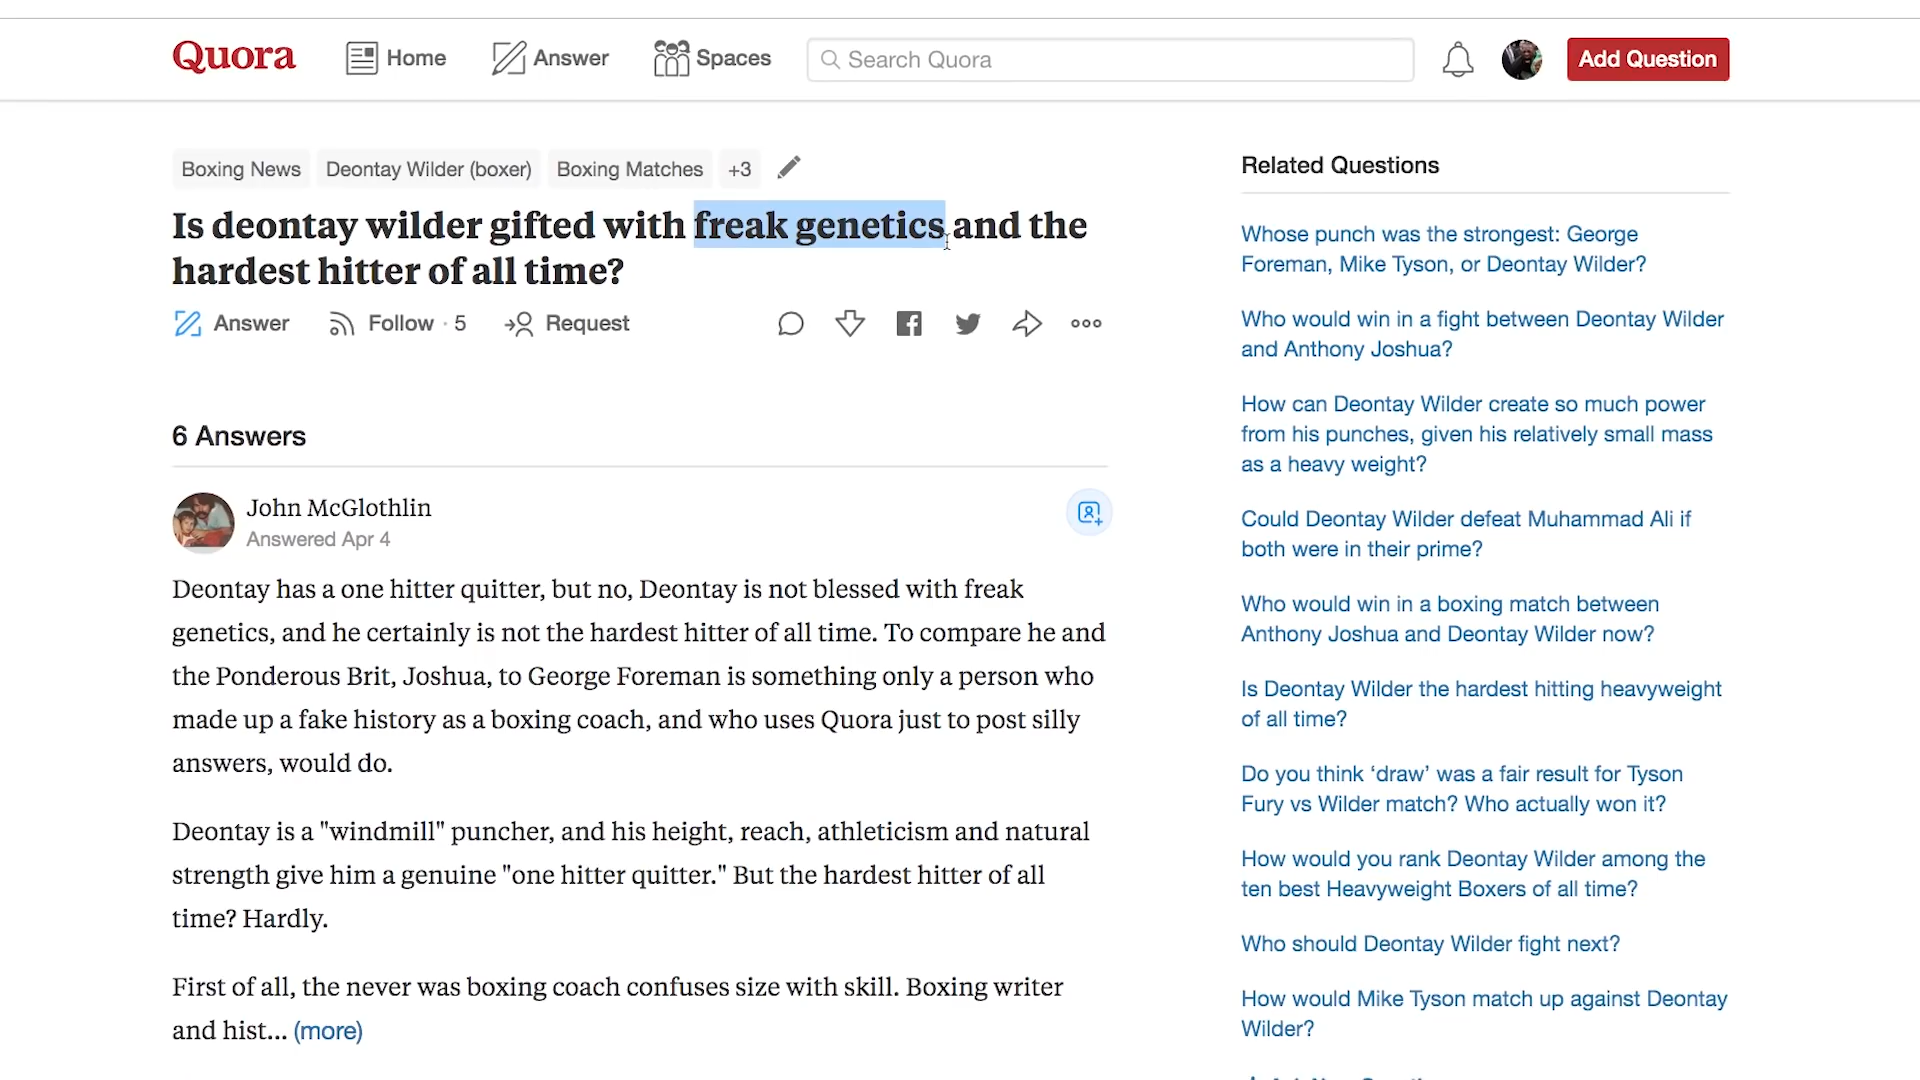 Quora
Home
Answer
Spaces
Search Quora
Add Question
Boxing News
Deontay Wilder (boxer)
Boxing Matches
+3
Is deontay wilder gifted with freak genetics and the
hardest hitter of all time?
Answer
Follow · 5
Request
6 Answers
John McGlothlin
Answered Apr 4
Deontay has a one hitter quitter, but no, Deontay is not blessed with freak
genetics, and he certainly is not the hardest hitter of all time. To compare he and
the Ponderous Brit, Joshua, to George Foreman is something only a person who
made up a fake history as a boxing coach, and who uses Quora just to post silly
answers, would do.
Deontay is a "windmill" puncher, and his height, reach, athleticism and natural
strength give him a genuine "one hitter quitter." But the hardest hitter of all
time? Hardly.
First of all, the never was boxing coach confuses size with skill. Boxing writer
and hist... (more)
Related Questions
Whose punch was the strongest: George
Foreman, Mike Tyson, or Deontay Wilder?
Who would win in a fight between Deontay Wilder
and Anthony Joshua?
How can Deontay Wilder create so much power
from his punches, given his relatively small mass
as a heavy weight?
Could Deontay Wilder defeat Muhammad Ali if
both were in their prime?
Who would win in a boxing match between
Anthony Joshua and Deontay Wilder now?
Is Deontay Wilder the hardest hitting heavyweight
of all time?
Do you think ‘draw’ was a fair result for Tyson
Fury vs Wilder match? Who actually won it?
How would you rank Deontay Wilder among the
ten best Heavyweight Boxers of all time?
Who should Deontay Wilder fight next?
How would Mike Tyson match up against Deontay
Wilder?